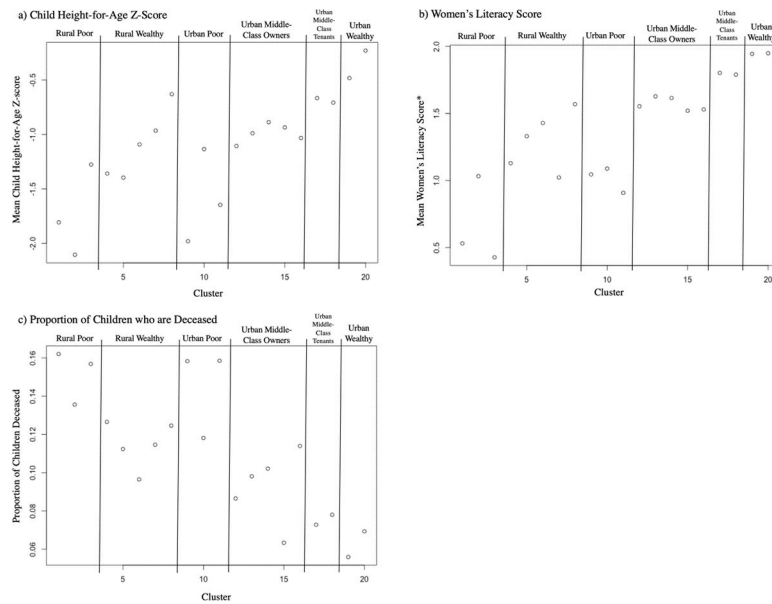 a) Child Height-for-Age Z-Score
Rural Poor
Rural Wealthy
Urban Poor
Urban Middle-
Class Owners
Urban
Middle-
Class
Tenants
Urban
Wealthy
Mean Child Height-for-Age Z-score
-0.5
-1.0
-1.5
-2.0
5
10
15
20
Cluster
b) Women's Literacy Score
Rural Poor
Rural Wealthy
Urban Poor
Urban Middle-Class
Owners
Urban
Middle-
Class
Tenants
Urban
Wealthy
Mean Women's Literacy Score*
2.0
1.5
1.0
0.5
5
10
15
20
Cluster
c) Proportion of Children who are Deceased
Rural Poor
Rural Wealthy
Urban Poor
Urban Middle-
Class Owners
Urban
Middle-
Class
Tenants
Urban
Wealthy
Proportion of Children Deceased
0.16
0.14
0.12
0.10
0.08
0.06
5
10
15
20
Cluster